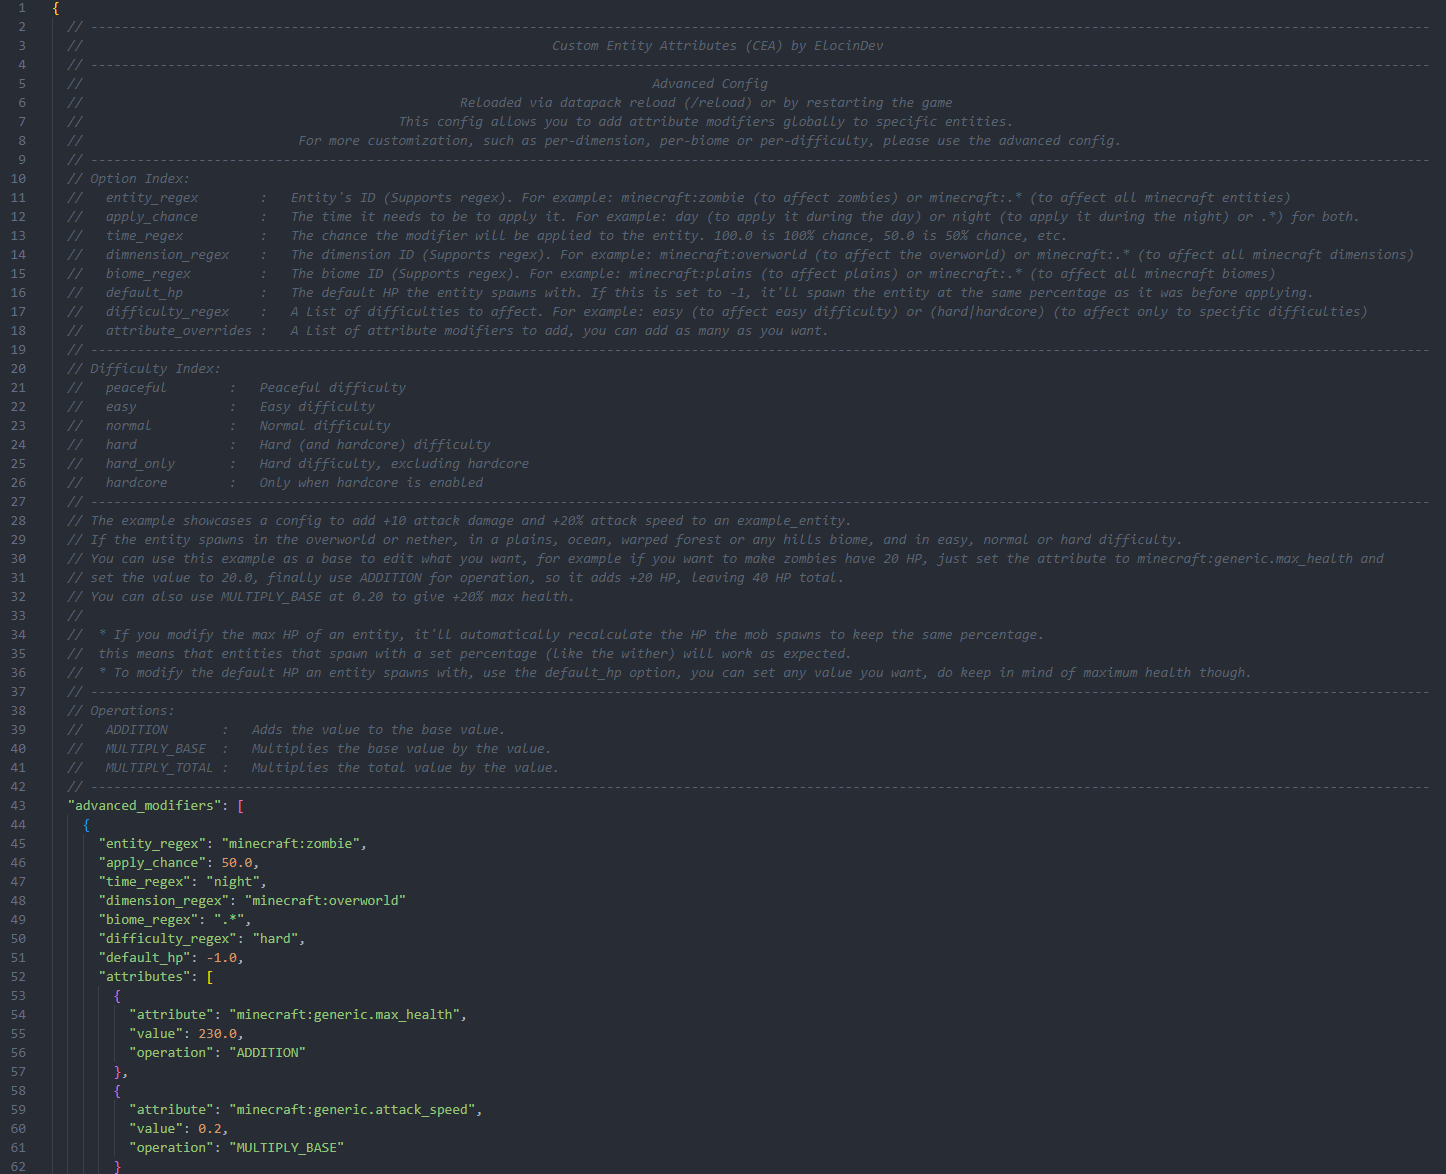 1 {
2 // ------------------------------------------------------------------------------------------------------------------------------------------------------------------------------
3 // Custom Entity Attributes (CEA) by ElocinDev
4 // ------------------------------------------------------------------------------------------------------------------------------------------------------------------------------
5 // Advanced Config
6 // Reloaded via datapack reload (/reload) or by restarting the game
7 // This config allows you to add attribute modifiers globally to specific entities.
8 // For more customization, such as per-dimension, per-biome or per-difficulty, please use the advanced config.
9 // ------------------------------------------------------------------------------------------------------------------------------------------------------------------------------
10 // Option Index:
11 // entity_regex : Entity's ID (Supports regex). For example: minecraft:zombie (to affect zombies) or minecraft:.* (to affect all minecraft entities)
12 // apply_chance : The time it needs to be to apply it. For example: day (to apply it during the day) or night (to apply it during the night) or .*) for both.
13 // time_regex : The chance the modifier will be applied to the entity. 100.0 is 100% chance, 50.0 is 50% chance, etc.
14 // dimnension_regex : The dimension ID (Supports regex). For example: minecraft:overworld (to affect the overworld) or minecraft:.* (to affect all minecraft dimensions)
15 // biome_regex : The biome ID (Supports regex). For example: minecraft:plains (to affect plains) or minecraft:.* (to affect all minecraft biomes)
16 // default_hp : The default HP the entity spawns with. If this is set to -1, it'll spawn the entity at the same percentage as it was before applying.
17 // difficulty_regex : A List of difficulties to affect. For example: easy (to affect easy difficulty) or (hard|hardcore) (to affect only to specific difficulties)
18 // attribute_overrides : A List of attribute modifiers to add, you can add as many as you want.
19 // ------------------------------------------------------------------------------------------------------------------------------------------------------------------------------
20 // Difficulty Index:
21 // peaceful : Peaceful difficulty
22 // easy : Easy difficulty
23 // normal : Normal difficulty
24 // hard : Hard (and hardcore) difficulty
25 // hard_only : Hard difficulty, excluding hardcore
26 // hardcore : Only when hardcore is enabled
27 // ------------------------------------------------------------------------------------------------------------------------------------------------------------------------------
28 // The example showcases a config to add +10 attack damage and +20% attack speed to an example_entity.
29 // If the entity spawns in the overworld or nether, in a plains, ocean, warped forest or any hills biome, and in easy, normal or hard difficulty.
30 // You can use this example as a base to edit what you want, for example if you want to make zombies have 20 HP, just set the attribute to minecraft:generic.max_health and
31 // set the value to 20.0, finally use ADDITION for operation, so it adds +20 HP, leaving 40 HP total.
32 // You can also use MULTIPLY_BASE at 0.20 to give +20% max health.
33 //
34 // * If you modify the max HP of an entity, it'll automatically recalculate the HP the mob spawns to keep the same percentage.
35 // this means that entities that spawn with a set percentage (like the wither) will work as expected.
36 // * To modify the default HP an entity spawns with, use the default_hp option, you can set any value you want, do keep in mind of maximum health though.
37 // ------------------------------------------------------------------------------------------------------------------------------------------------------------------------------
38 // Operations:
39 // ADDITION : Adds the value to the base value.
40 // MULTIPLY_BASE : Multiplies the base value by the value.
41 // MULTIPLY_TOTAL : Multiplies the total value by the value.
42 // ------------------------------------------------------------------------------------------------------------------------------------------------------------------------------
43 "advanced_modifiers": [
44 {
45 "entity_regex": "minecraft:zombie",
46 "apply_chance": 50.0,
47 "time_regex": "night",
48 "dimension_regex": "minecraft:overworld"
49 "biome_regex": ".*",
50 "difficulty_regex": "hard",
51 "default_hp": -1.0,
52 "attributes": [
53 {
54 "attribute": "minecraft:generic.max_health",
55 "value": 230.0,
56 "operation": "ADDITION"
57 },
58 {
59 "attribute": "minecraft:generic.attack_speed",
60 "value": 0.2,
61 "operation": "MULTIPLY_BASE"
62 }